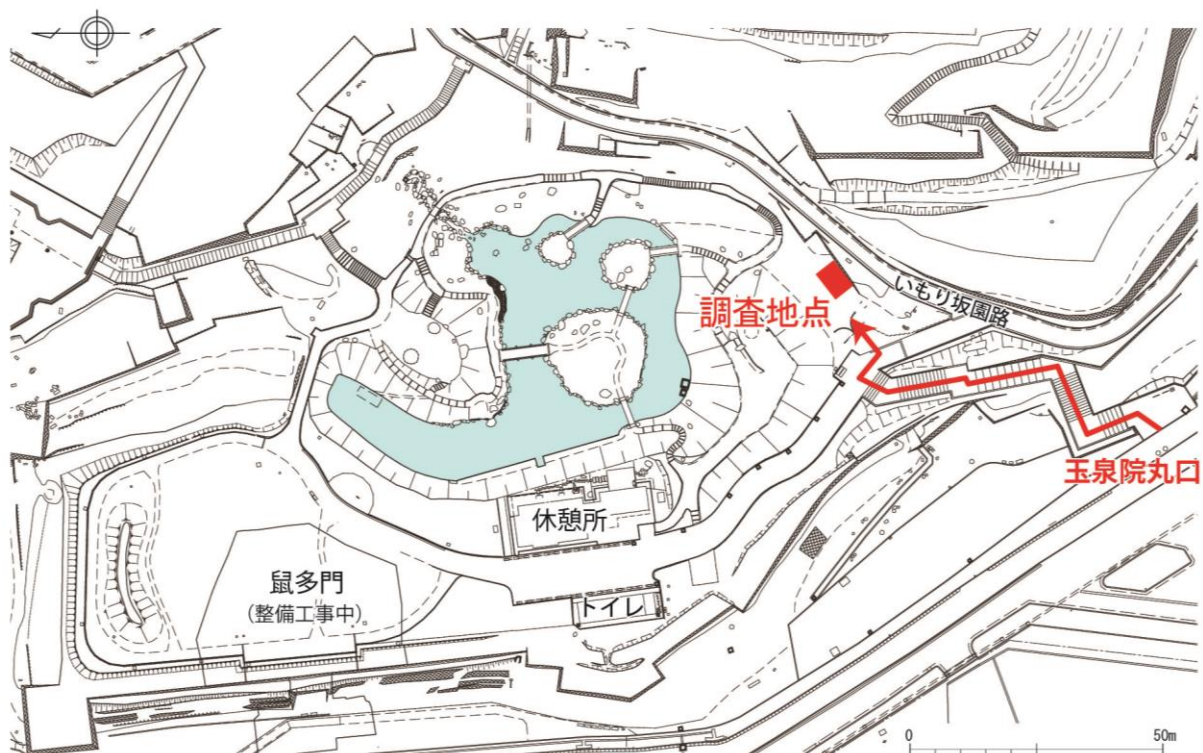 いもり坂園路
調査地点
玉泉院丸口
休憩所
鼠多門
(整備工事中)
トイレ
0 50m